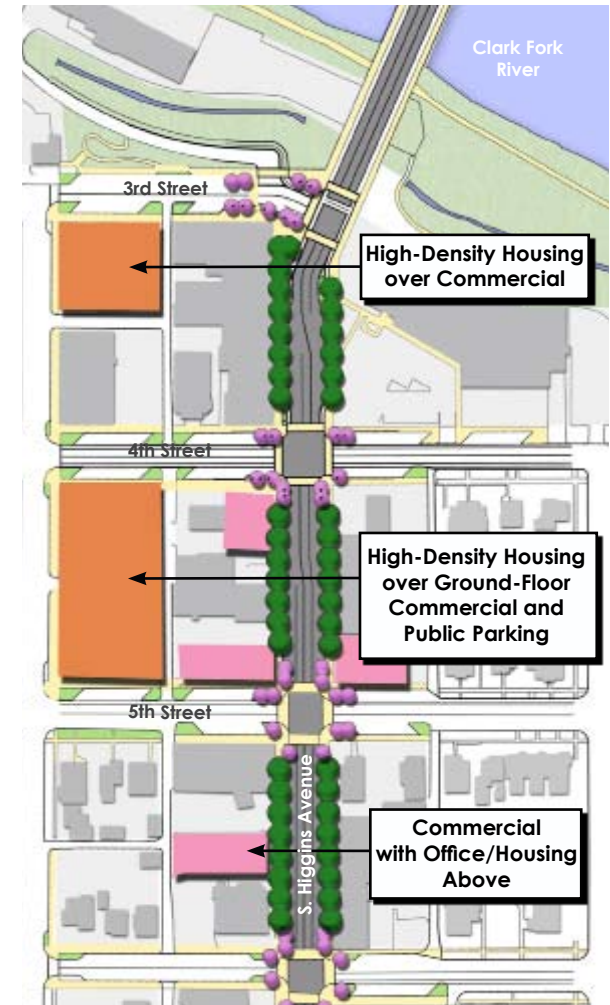 Clark Fork
River
3rd Street
High-Density Housing
over Commercial
4th Street
High-Density Housing
over Ground-Floor
Commercial and
Public Parking
5th Street
S. Higgins Avenue
Commercial
with Office/Housing
Above